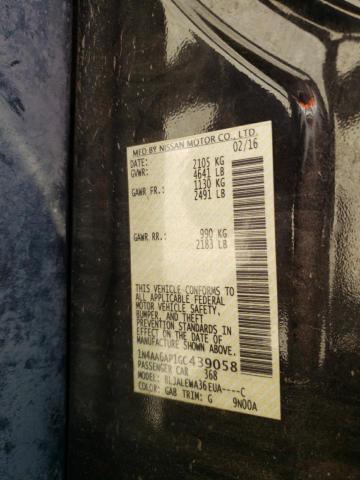 MFD BY NISSAN MOTOR CO., LTD.
DATE: 02/16
GVWR: 2105 KG
4641 LB
GAWR FR.: 1130 KG
2491 LB
GAWR RR.: 990 KG
2183 LB
THIS VEHICLE CONFORMS TO
ALL APPLICABLE FEDERAL
MOTOR VEHICLE SAFETY,
BUMPER, AND THEFT
PREVENTION STANDARDS
IN EFFECT ON THE DATE OF
MANUFACTURE SHOWN ABOVE.
1N4AA6AP1GC439058
PASSENGER CAR 368
MODEL: BLJALEWA36EUA----C
COLOR: GAB TRIM: G 9N00A